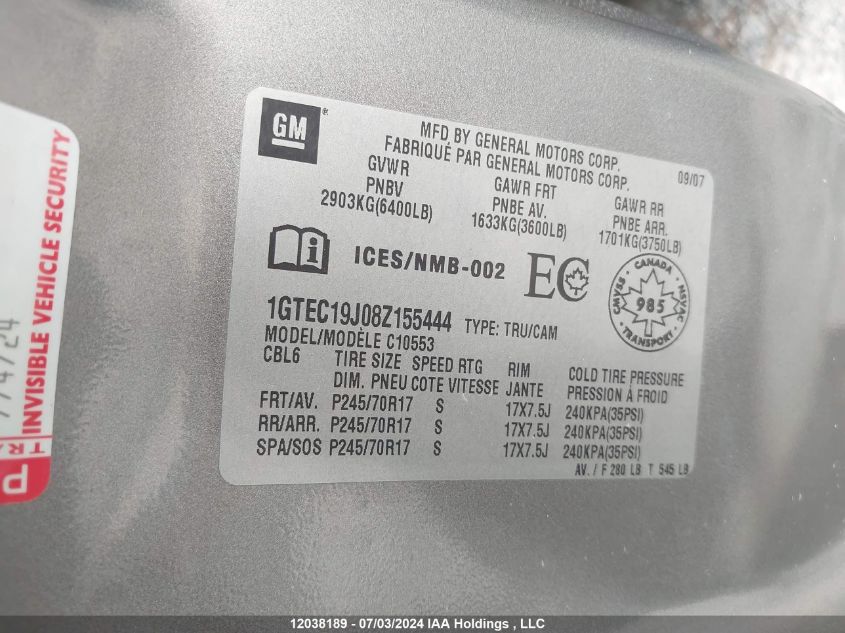 GM®
MFD BY GENERAL MOTORS CORP.
FABRIQUÉ PAR GENERAL MOTORS CORP.
09/07
GVWR GAWR FRT GAWR RR
PNBV PNBE AV. PNBE ARR.
2903KG(6400LB) 1633KG(3600LB) 1701KG(3750LB)
i ICES/NMB-002 EC
CANADA
CMVSS 985 NSVAC
TRANSPORT
1GTEC19J08Z155444 TYPE: TRU/CAM
MODEL/MODÈLE C10553
CBL6 TIRE SIZE SPEED RTG RIM COLD TIRE PRESSURE
DIM. PNEU COTE VITESSE JANTE PRESSION À FROID
FRT/AV. P245/70R17 S 17X7.5J 240KPA(35PSI)
RR/ARR. P245/70R17 S 17X7.5J 240KPA(35PSI)
SPA/SOS P245/70R17 S 17X7.5J 240KPA(35PSI)
AV. / F 280 LB T 545 LB
INVISIBLE VEHICLE SECURITY
12038189 - 07/03/2024 IAA Holdings , LLC